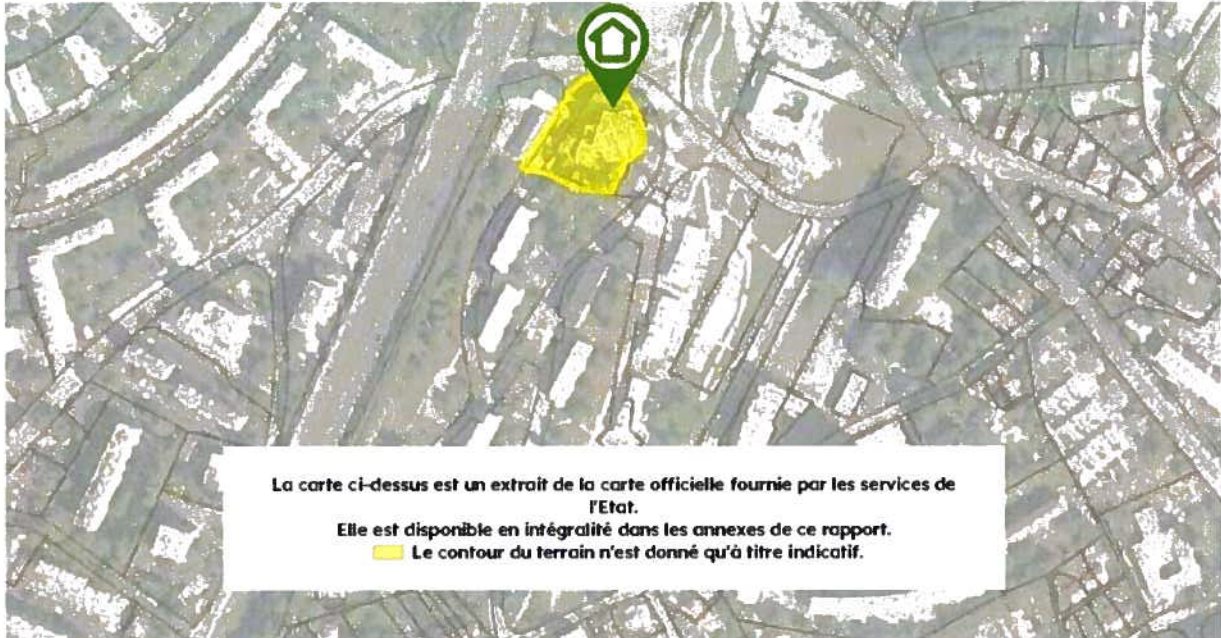 La carte ci-dessus est un extrait de la carte officielle fournie par les services de
l'Etat.
Elle est disponible en intégralité dans les annexes de ce rapport.
Le contour du terrain n'est donné qu'à titre indicatif.